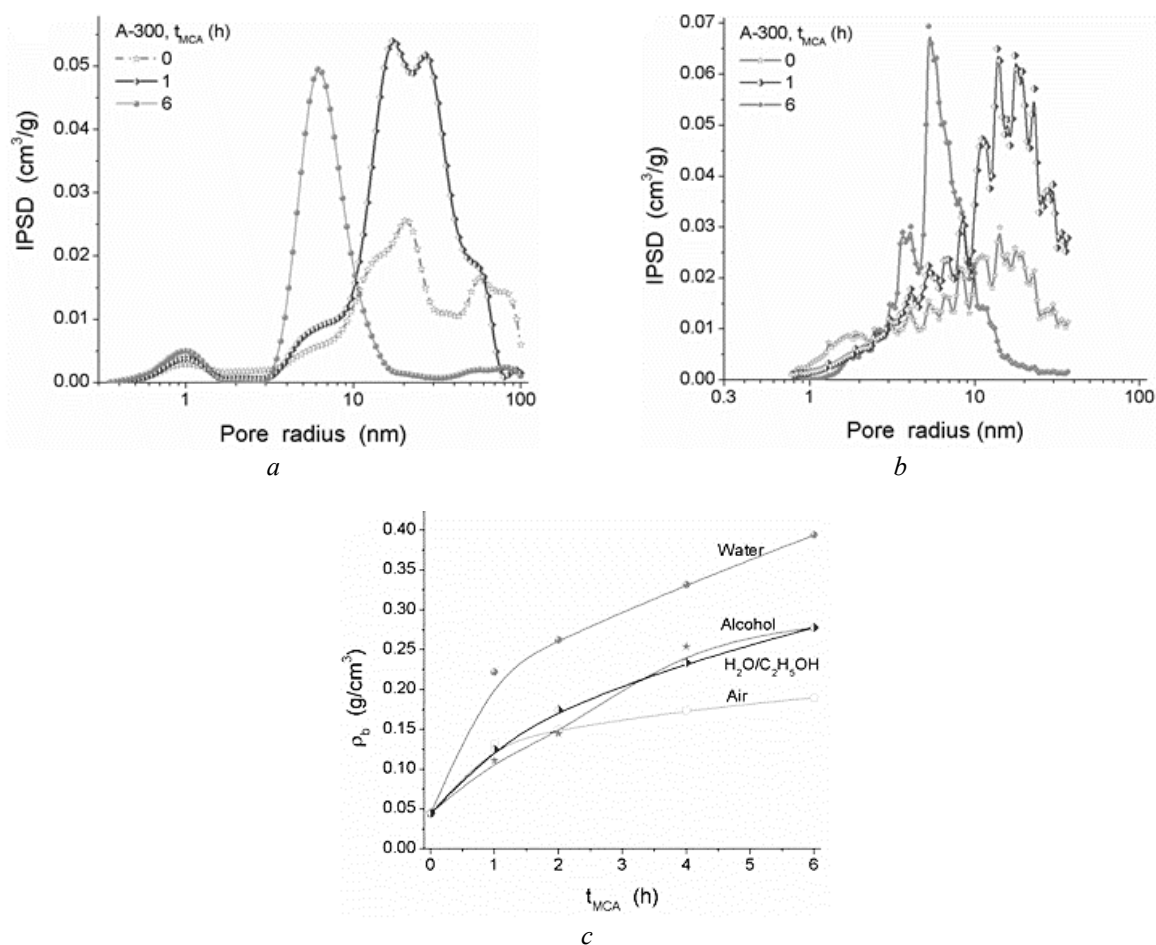 A-300, t_MCA (h)
0
1
6
IPSD (cm³/g)
0.05
0.04
0.03
0.02
0.01
0.00
1
10
100
Pore radius (nm)
a
A-300, t_MCA (h)
0
1
6
IPSD (cm³/g)
0.07
0.06
0.05
0.04
0.03
0.02
0.01
0.00
0.3
1
10
100
Pore radius (nm)
b
ρ_b (g/cm³)
0.40
0.35
0.30
0.25
0.20
0.15
0.10
0.05
0.00
Water
Alcohol
H₂O/C₂H₅OH
Air
0 1 2 3 4 5 6
t_MCA (h)
c